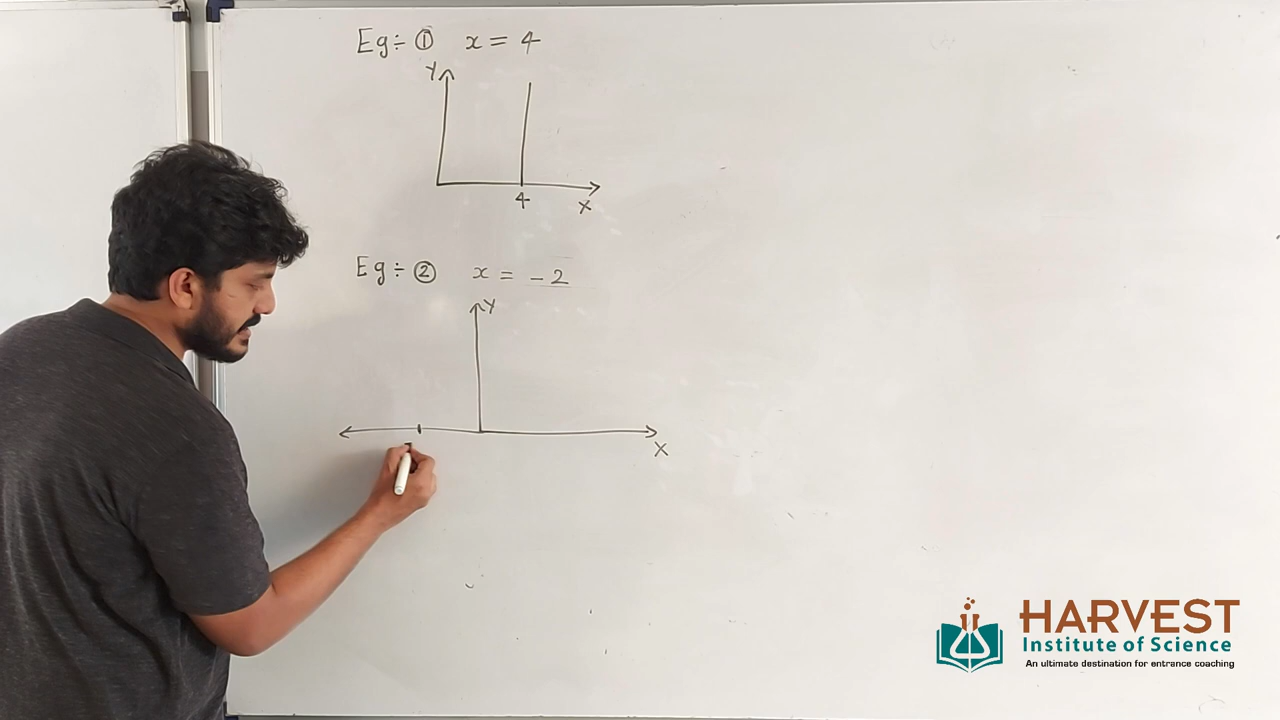 Eg÷ ① x = 4
Y
4
X
Eg÷ ② x = -2
Y
X
HARVEST
Institute of Science
An ultimate destination for entrance coaching